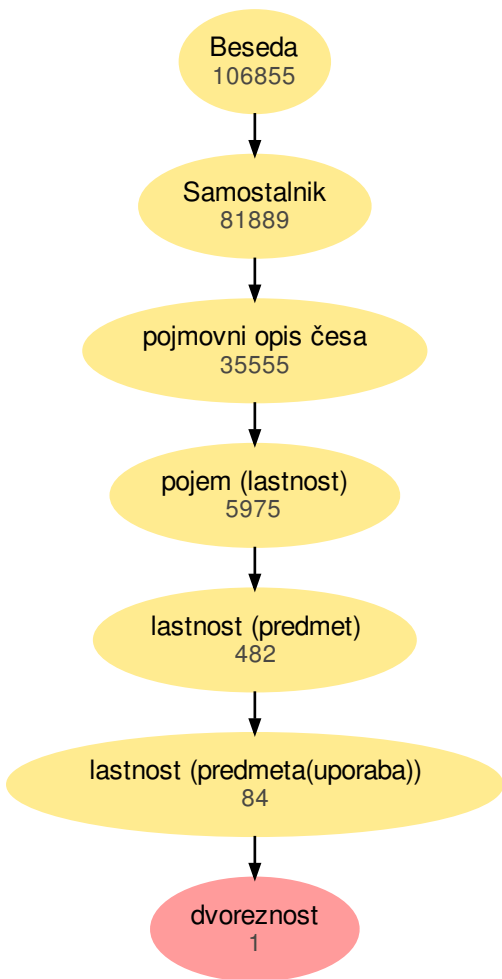 Beseda
106855
Samostalnik
81889
pojmovni opis česa
35555
pojem (lastnost)
5975
lastnost (predmet)
482
lastnost (predmeta(uporaba))
84
dvoreznost
1